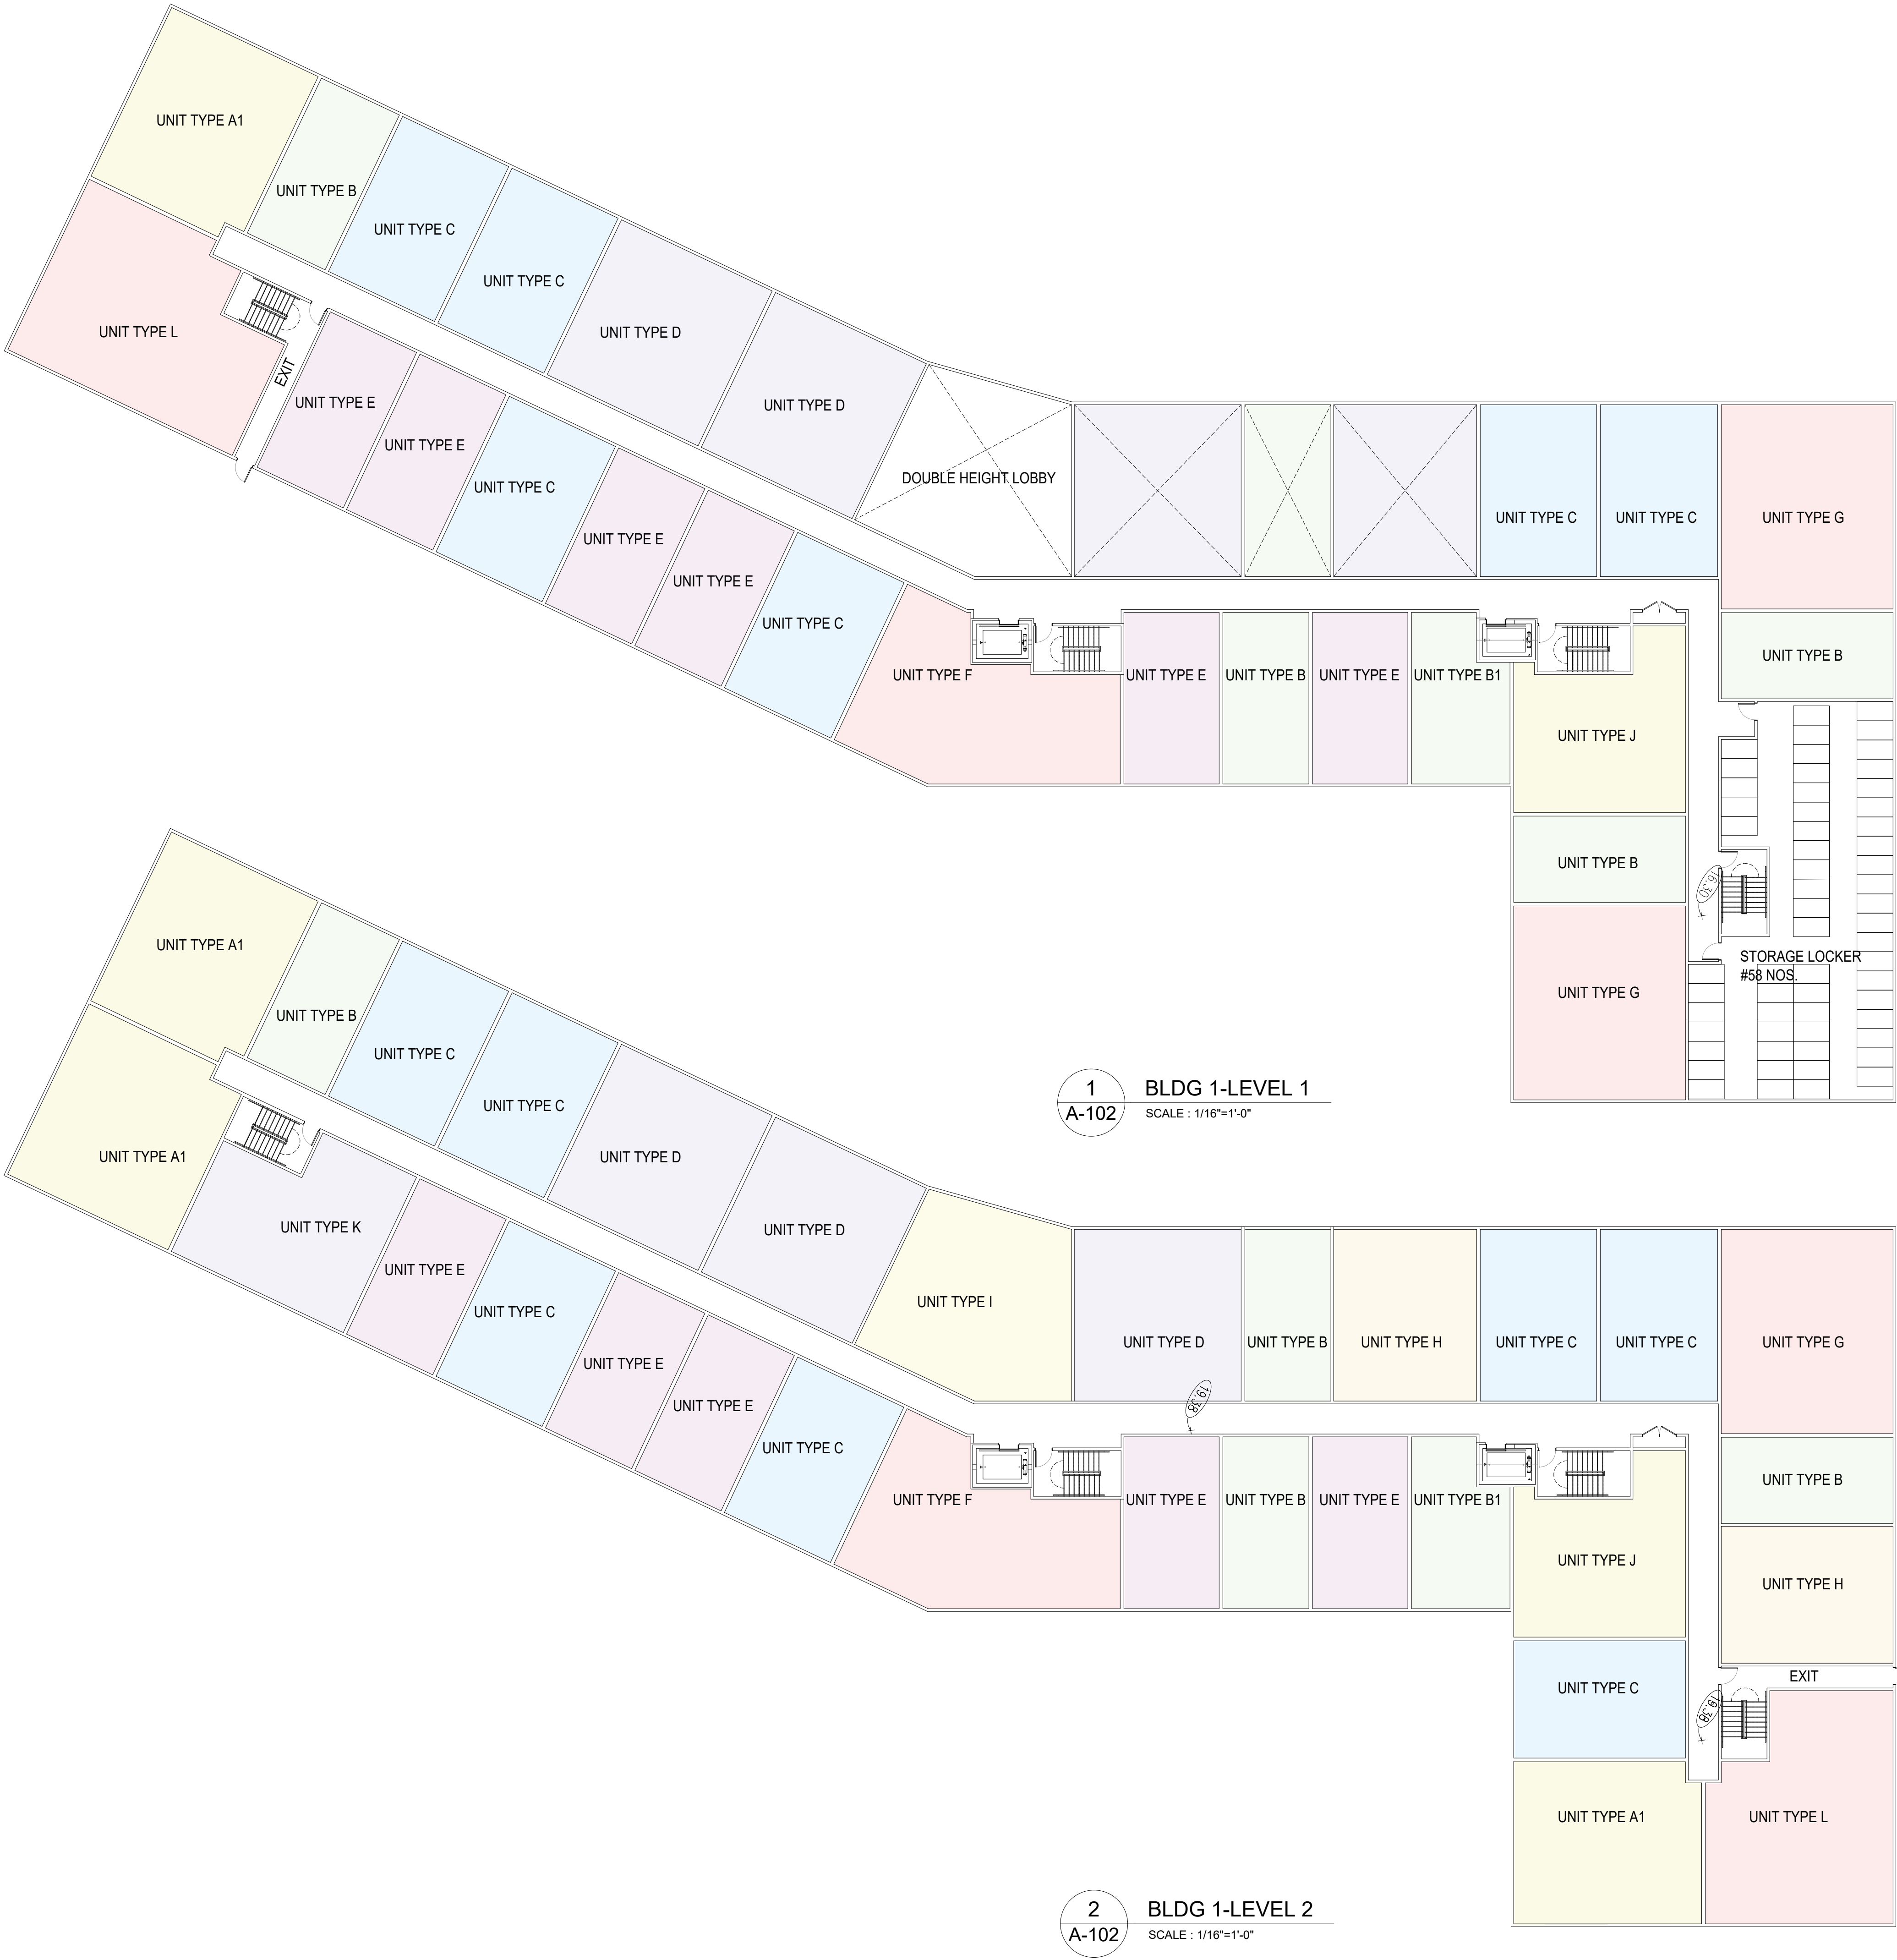 UNIT TYPE A1
UNIT TYPE B
UNIT TYPE C
UNIT TYPE C
UNIT TYPE D
UNIT TYPE D
UNIT TYPE L
EXIT
UNIT TYPE E
UNIT TYPE E
UNIT TYPE C
UNIT TYPE E
UNIT TYPE E
UNIT TYPE C
DOUBLE HEIGHT LOBBY
UNIT TYPE C
UNIT TYPE C
UNIT TYPE G
UNIT TYPE F
UNIT TYPE E
UNIT TYPE B
UNIT TYPE E
UNIT TYPE B1
UNIT TYPE B
UNIT TYPE J
UNIT TYPE B
16.30
STORAGE LOCKER
#58 NOS.
UNIT TYPE G
1
A-102
BLDG 1-LEVEL 1
SCALE : 1/16"=1'-0"
UNIT TYPE A1
UNIT TYPE B
UNIT TYPE C
UNIT TYPE C
UNIT TYPE D
UNIT TYPE D
UNIT TYPE A1
UNIT TYPE K
UNIT TYPE E
UNIT TYPE C
UNIT TYPE E
UNIT TYPE E
UNIT TYPE C
UNIT TYPE I
UNIT TYPE D
UNIT TYPE B
UNIT TYPE H
UNIT TYPE C
UNIT TYPE C
UNIT TYPE G
19.38
UNIT TYPE F
UNIT TYPE E
UNIT TYPE B
UNIT TYPE E
UNIT TYPE B1
UNIT TYPE B
UNIT TYPE J
UNIT TYPE H
EXIT
UNIT TYPE C
19.38
UNIT TYPE A1
UNIT TYPE L
2
A-102
BLDG 1-LEVEL 2
SCALE : 1/16"=1'-0"